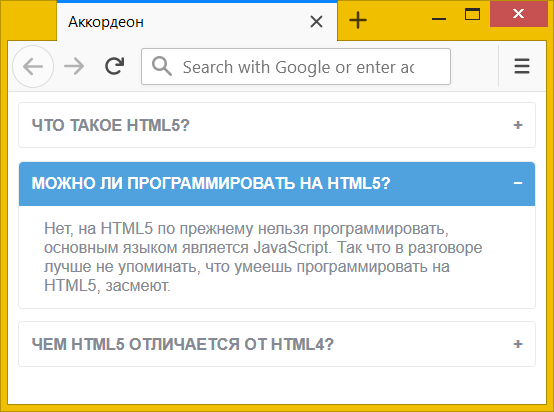 Аккордеон
Search with Google or enter ac
ЧТО ТАКОЕ HTML5?
+
МОЖНО ЛИ ПРОГРАММИРОВАТЬ НА HTML5?
−
Нет, на HTML5 по прежнему нельзя программировать,
основным языком является JavaScript. Так что в разговоре
лучше не упоминать, что умеешь программировать на
HTML5, засмеют.
ЧЕМ HTML5 ОТЛИЧАЕТСЯ ОТ HTML4?
+